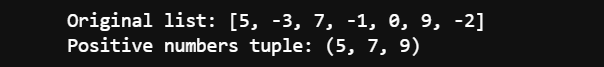 Original list: [5, -3, 7, -1, 0, 9, -2]
Positive numbers tuple: (5, 7, 9)